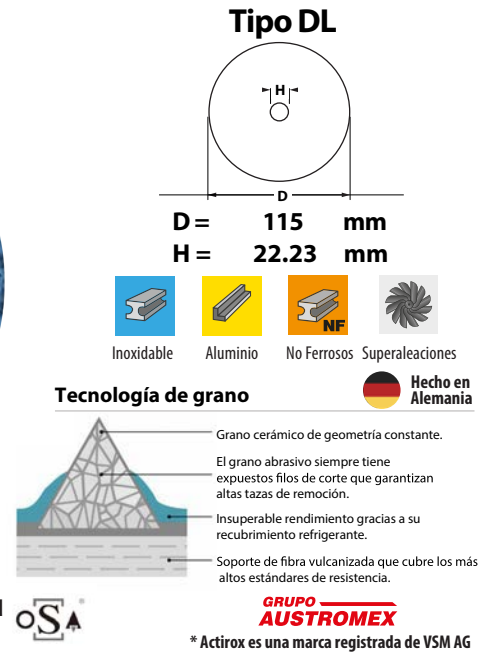 Tipo DL
H
D
D = 115 mm
H = 22.23 mm
NF
Inoxidable Aluminio No Ferrosos Superaleaciones
Hecho en
Alemania
Tecnología de grano
Grano cerámico de geometría constante.
El grano abrasivo siempre tiene
expuestos filos de corte que garantizan
altas tazas de remoción.
Insuperable rendimiento gracias a su
recubrimiento refrigerante.
Soporte de fibra vulcanizada que cubre los más
altos estándares de resistencia.
oSA
GRUPO
AUSTROMEX
* Actirox es una marca registrada de VSM AG